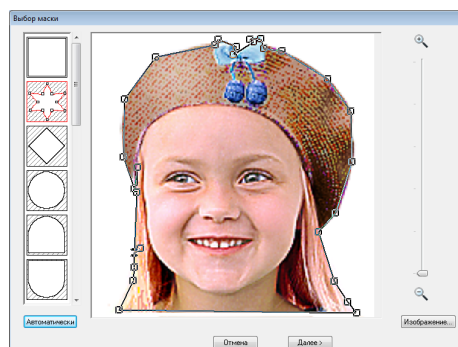 Выбор маски
Автоматически
Изображение...
Отмена
Далее >